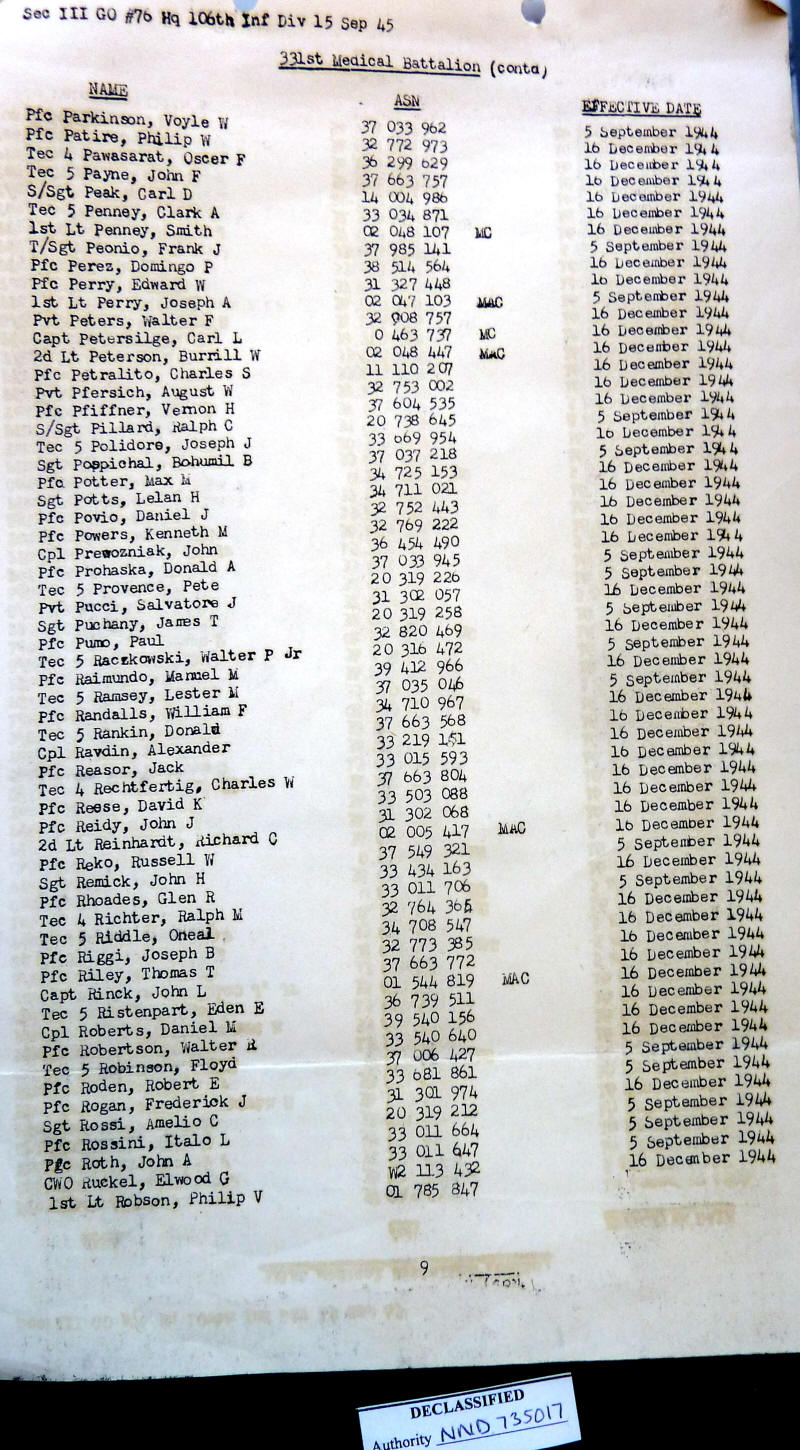 Sec III GO #76 Hq 106th Inf Div 15 Sep 45
331st Medical Battalion (contd)
NAME ASN EFFECTIVE DATE
Pfc Parkinson, Voyle W 37 033 962 5 September 1944
Pfc Patire, Philip W 32 772 973 16 December 1944
Tec 4 Pawasarat, Oscer F 36 299 629 16 December 1944
Tec 5 Payne, John F 37 663 757 16 December 1944
S/Sgt Peak, Carl D 14 004 986 16 December 1944
Tec 5 Penney, Clark A 33 034 871 16 December 1944
1st Lt Penney, Smith 02 048 107 MC 16 December 1944
T/Sgt Peonio, Frank J 37 985 141 5 September 1944
Pfc Perez, Domingo P 38 514 564 16 December 1944
Pfc Perry, Edward W 31 327 448 16 December 1944
1st Lt Perry, Joseph A 02 047 103 MAC 5 September 1944
Pvt Peters, Walter F 32 908 757 16 December 1944
Capt Petersilge, Carl L 0 463 737 MC 16 December 1944
2d Lt Peterson, Burrill W 02 048 447 MAC 16 December 1944
Pfc Petralito, Charles S 11 110 207 16 December 1944
Pvt Pfersich, August W 32 753 002 16 December 1944
Pfc Pfiffner, Vernon H 37 604 535 16 December 1944
S/Sgt Pillard, Ralph C 20 738 645 5 September 1944
Tec 5 Polidore, Joseph J 33 669 954 16 December 1944
Sgt Pospichal, Bohumil B 37 037 218 5 September 1944
Pfc Potter, Max M 34 725 153 16 December 1944
Sgt Potts, Lelan H 34 711 021 16 December 1944
Pfc Povio, Daniel J 32 752 443 16 December 1944
Pfc Powers, Kenneth M 32 769 222 16 December 1944
Cpl Prewozniak, John 36 454 490 16 December 1944
Pfc Prohaska, Donald A 37 033 945 5 September 1944
Tec 5 Provence, Pete 20 319 226 5 September 1944
Pvt Pucci, Salvatore J 31 302 057 16 December 1944
Sgt Puchany, James T 20 319 258 5 September 1944
Pfc Pumo, Paul 32 820 469 16 December 1944
Tec 5 Raczkowski, Walter P Jr 20 316 472 5 September 1944
Pfc Raimundo, Manuel M 39 412 966 16 December 1944
Tec 5 Ramsey, Lester M 37 035 046 5 September 1944
Pfc Randalls, William F 34 710 967 16 December 1944
Tec 5 Rankin, Donald 37 663 568 16 December 1944
Cpl Ravdin, Alexander 33 219 151 16 December 1944
Pfc Reasor, Jack 33 015 593 16 December 1944
Tec 4 Rechtfertig, Charles W 37 663 804 16 December 1944
Pfc Reese, David K 33 503 088 16 December 1944
Pfc Reidy, John J 31 302 068 16 December 1944
2d Lt Reinhardt, Richard C 02 005 417 MAC 16 December 1944
Pfc Reko, Russell W 37 549 321 5 September 1944
Sgt Remick, John H 33 434 163 16 December 1944
Pfc Rhoades, Glen R 33 011 706 5 September 1944
Tec 4 Richter, Ralph M 32 764 365 16 December 1944
Tec 5 Riddle, Oneal 34 708 547 16 December 1944
Pfc Riggi, Joseph B 32 773 385 16 December 1944
Pfc Riley, Thomas T 37 663 772 16 December 1944
Capt Rinck, John L 01 544 819 MAC 16 December 1944
Tec 5 Ristenpart, Eden E 36 739 511 16 December 1944
Cpl Roberts, Daniel M 39 540 156 16 December 1944
Pfc Robertson, Walter R 33 540 640 16 December 1944
Tec 5 Robinson, Floyd 37 006 427 5 September 1944
Pfc Roden, Robert E 33 681 861 5 September 1944
Pfc Rogan, Frederick J 31 301 974 16 December 1944
Sgt Rossi, Amelio C 20 319 212 5 September 1944
Pfc Rossini, Italo L 33 011 664 5 September 1944
Pfc Roth, John A 33 011 647 5 September 1944
CWO Ruckel, Elwood G W2 113 432 16 December 1944
1st Lt Robson, Philip V 01 785 847
9
DECLASSIFIED
Authority NND 735017